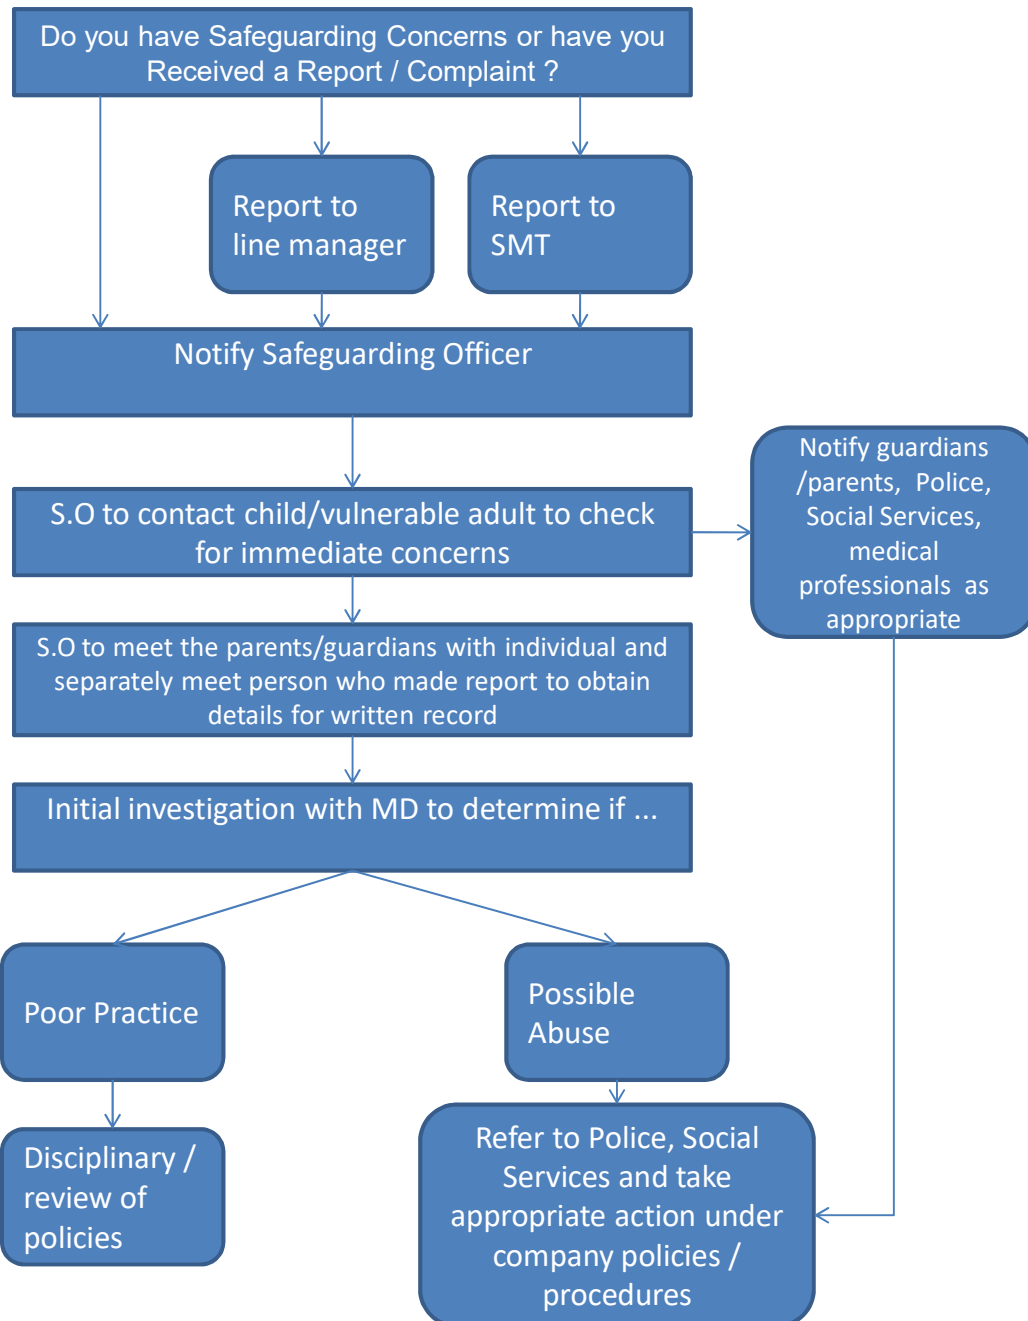 Do you have Safeguarding Concerns or have you
Received a Report / Complaint ?
Report to
line manager
Report to
SMT
Notify Safeguarding Officer
S.O to contact child/vulnerable adult to check
for immediate concerns
Notify guardians
/parents, Police,
Social Services,
medical
professionals as
appropriate
S.O to meet the parents/guardians with individual and
separately meet person who made report to obtain
details for written record
Initial investigation with MD to determine if ...
Poor Practice
Possible
Abuse
Disciplinary /
review of
policies
Refer to Police, Social
Services and take
appropriate action under
company policies /
procedures